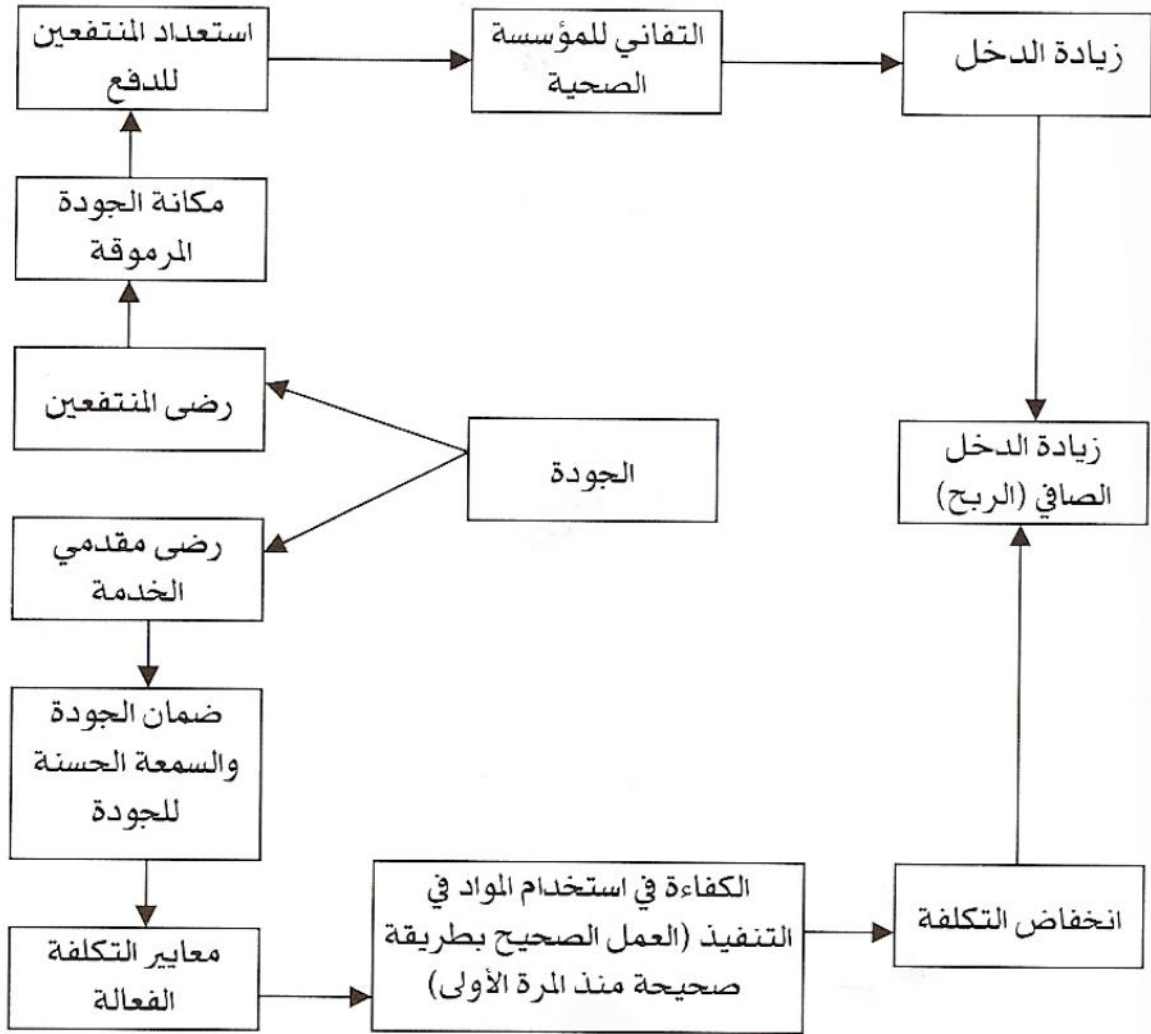 استعداد المنتفعين
للدفع
التفاني للمؤسسة
الصحية
زيادة الدخل
مكانة الجودة
المرموقة
رضى المنتفعين
الجودة
زيادة الدخل
الصافي (الربح)
رضى مقدمي
الخدمة
ضمان الجودة
والسمعة الحسنة
للجودة
معايير التكلفة
الفعالة
الكفاءة في استخدام المواد في
التنفيذ (العمل الصحيح بطريقة
صحيحة منذ المرة الأولى)
انخفاض التكلفة